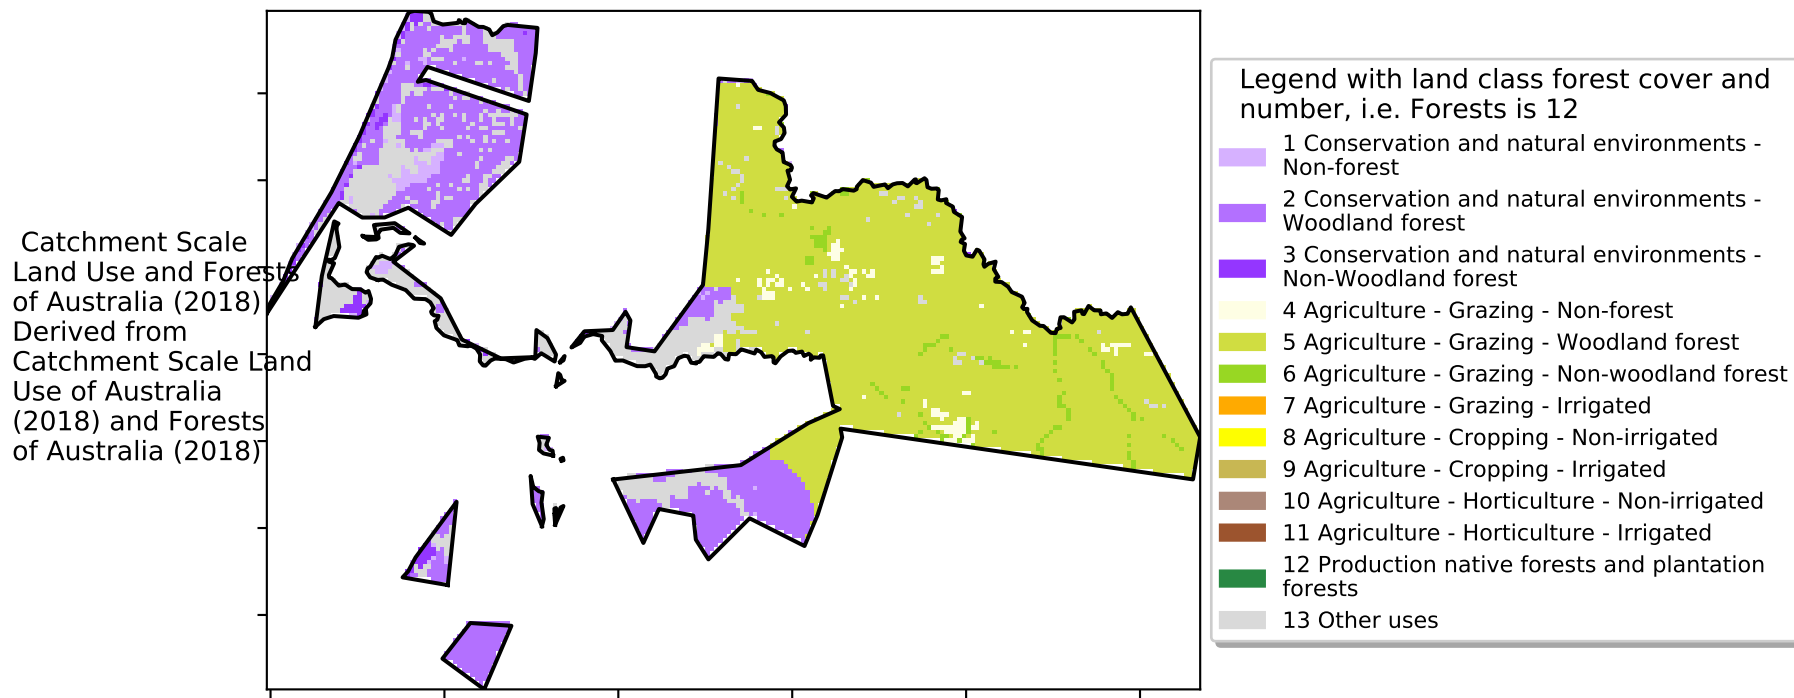 Catchment Scale
Land Use and Forests
of Australia (2018)
Derived from
Catchment Scale Land
Use of Australia
(2018) and Forests
of Australia (2018)
Legend with land class forest cover and
number, i.e. Forests is 12
1 Conservation and natural environments -
Non-forest
2 Conservation and natural environments -
Woodland forest
3 Conservation and natural environments -
Non-Woodland forest
4 Agriculture - Grazing - Non-forest
5 Agriculture - Grazing - Woodland forest
6 Agriculture - Grazing - Non-woodland forest
7 Agriculture - Grazing - Irrigated
8 Agriculture - Cropping - Non-irrigated
9 Agriculture - Cropping - Irrigated
10 Agriculture - Horticulture - Non-irrigated
11 Agriculture - Horticulture - Irrigated
12 Production native forests and plantation
forests
13 Other uses